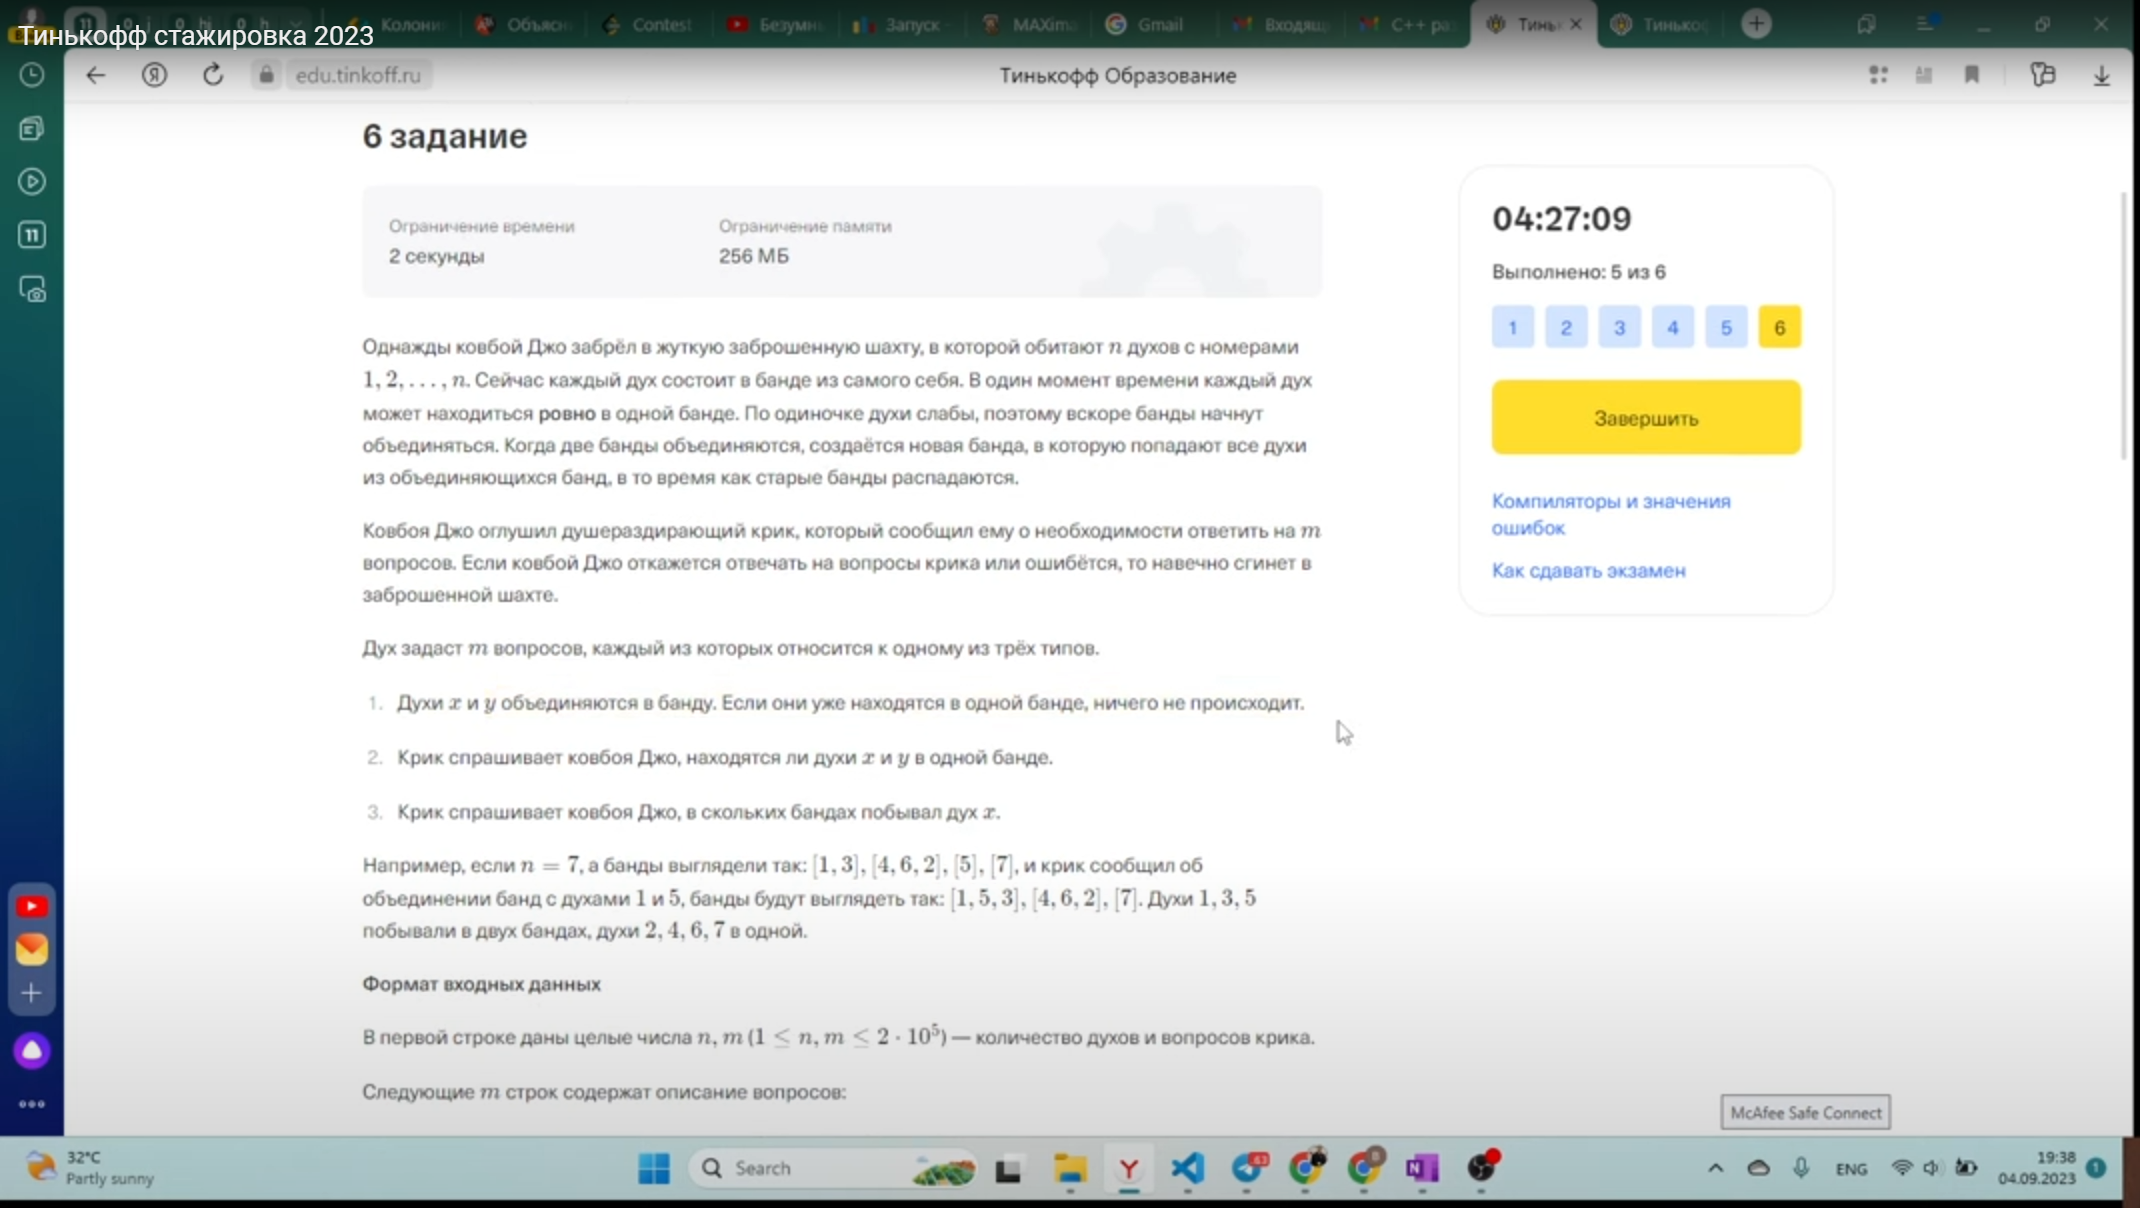 Тинькофф стажировка 2023
Колони
Объясн
Contest
Безумн
Запуск
MAXim
Gmail
Входящ
C++ ра
Тиньк
Тинько
edu.tinkoff.ru
Тинькофф Образование
6 задание
Ограничение времени
2 секунды
Ограничение памяти
256 МБ
Однажды ковбой Джо забрёл в жуткую заброшенную шахту, в которой обитают n духов с номерами
1, 2, . . . , n. Сейчас каждый дух состоит в банде из самого себя. В один момент времени каждый дух
может находиться ровно в одной банде. По одиночке духи слабы, поэтому вскоре банды начнут
объединяться. Когда две банды объединяются, создаётся новая банда, в которую попадают все духи
из объединяющихся банд, в то время как старые банды распадаются.
Ковбоя Джо оглушил душераздирающий крик, который сообщил ему о необходимости ответить на m
вопросов. Если ковбой Джо откажется отвечать на вопросы крика или ошибётся, то навечно сгинет в
заброшенной шахте.
Дух задаст m вопросов, каждый из которых относится к одному из трёх типов.
1. Духи x и y объединяются в банду. Если они уже находятся в одной банде, ничего не происходит.
2. Крик спрашивает ковбоя Джо, находятся ли духи x и y в одной банде.
3. Крик спрашивает ковбоя Джо, в скольких бандах побывал дух x.
Например, если n = 7, а банды выглядели так: [1, 3], [4, 6, 2], [5], [7], и крик сообщил об
объединении банд с духами 1 и 5, банды будут выглядеть так: [1, 5, 3], [4, 6, 2], [7]. Духи 1, 3, 5
побывали в двух бандах, духи 2, 4, 6, 7 в одной.
Формат входных данных
В первой строке даны целые числа n, m (1 ≤ n, m ≤ 2 · 10⁵) — количество духов и вопросов крика.
Следующие m строк содержат описание вопросов:
04:27:09
Выполнено: 5 из 6
1 2 3 4 5 6
Завершить
Компиляторы и значения
ошибок
Как сдавать экзамен
McAfee Safe Connect
11
32°C
Partly sunny
Search
63
ENG
19:38
04.09.2023
1